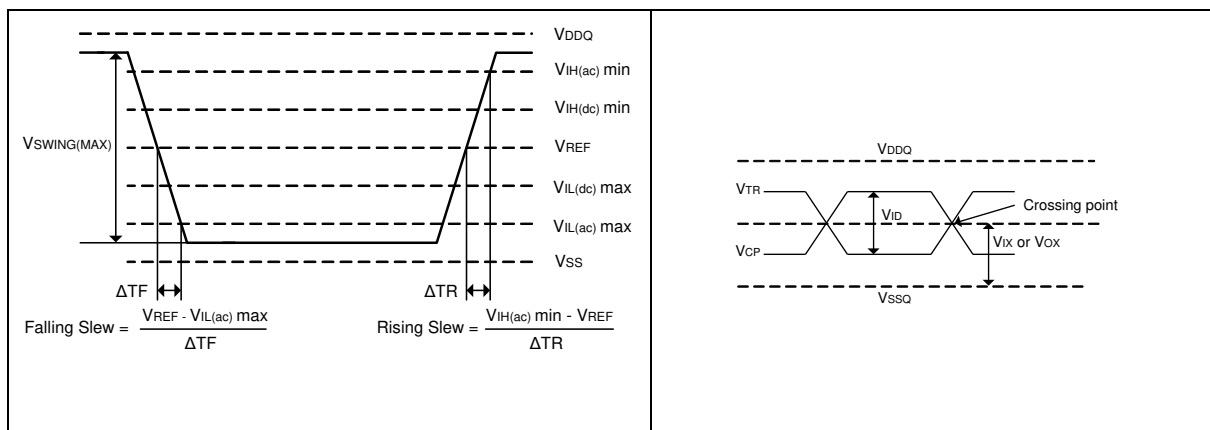 VDDQ
VIH(ac) min
VIH(dc) min
VSWING(MAX)
VREF
VIL(dc) max
VIL(ac) max
VSS
ΔTF
ΔTR
Falling Slew = VREF - VIL(ac) max
ΔTF
Rising Slew = VIH(ac) min - VREF
ΔTR
VDDQ
VTR
VID
Crossing point
VCP
VIX or VOX
VSSQ